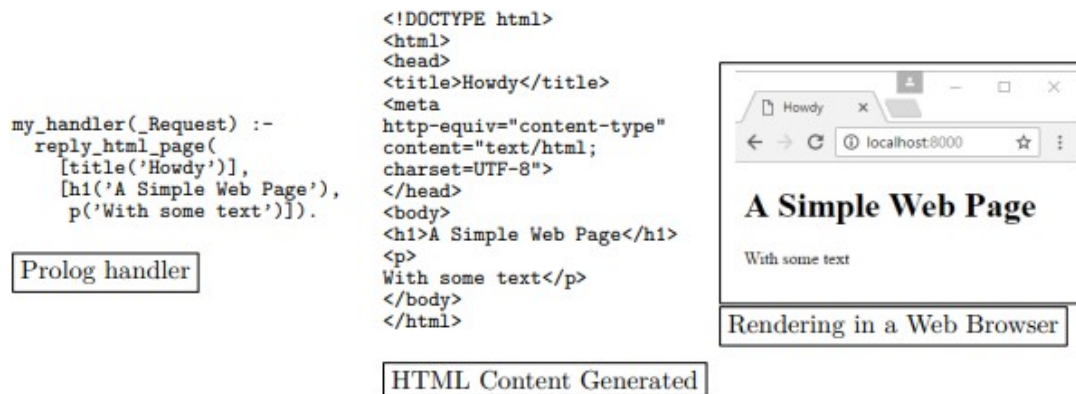 my_handler(_Request) :-
reply_html_page(
[title('Howdy')],
[h1('A Simple Web Page'),
p('With some text')]).
Prolog handler
<!DOCTYPE html>
<html>
<head>
<title>Howdy</title>
<meta
http-equiv="content-type"
content="text/html;
charset=UTF-8">
</head>
<body>
<h1>A Simple Web Page</h1>
<p>
With some text</p>
</body>
</html>
HTML Content Generated
Howdy
localhost:8000
A Simple Web Page
With some text
Rendering in a Web Browser